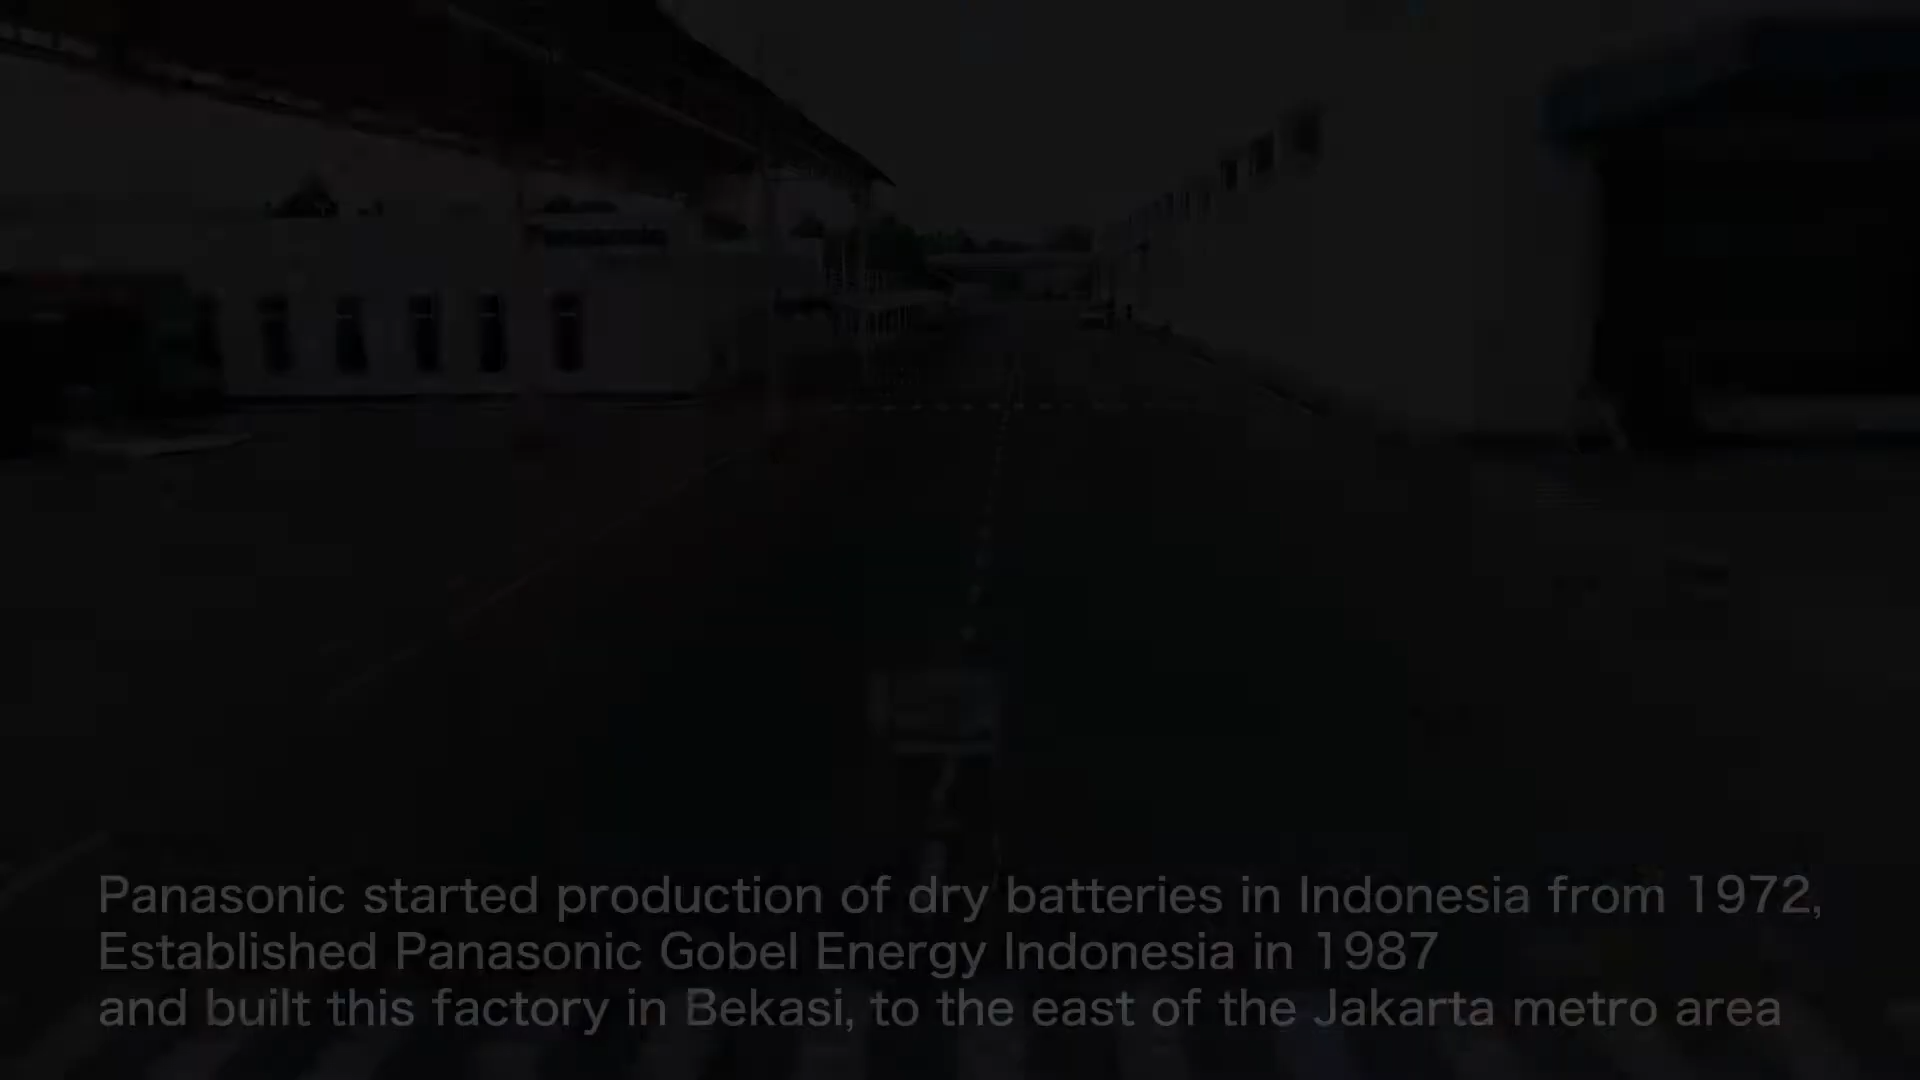 Panasonic started production of dry batteries in Indonesia from 1972,
Established Panasonic Gobel Energy Indonesia in 1987
and built this factory in Bekasi, to the east of the Jakarta metro area